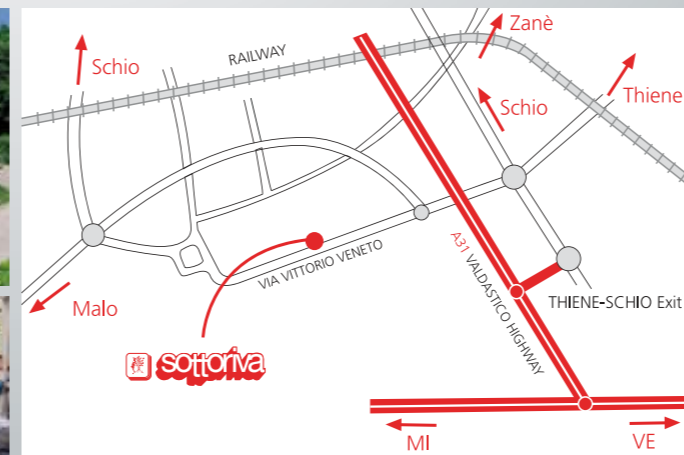 Zanè
RAILWAY
Schio
Schio
Thiene
A31 VALDASTICO HIGHWAY
VIA VITTORIO VENETO
THIENE-SCHIO Exit
Malo
sottoriva
MI
VE